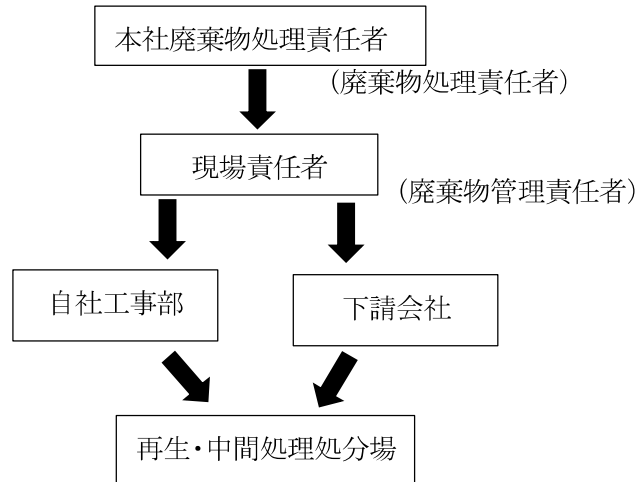 本社廃棄物処理責任者
(廃棄物処理責任者)
現場責任者
(廃棄物管理責任者)
自社工事部
下請会社
再生・中間処理処分場